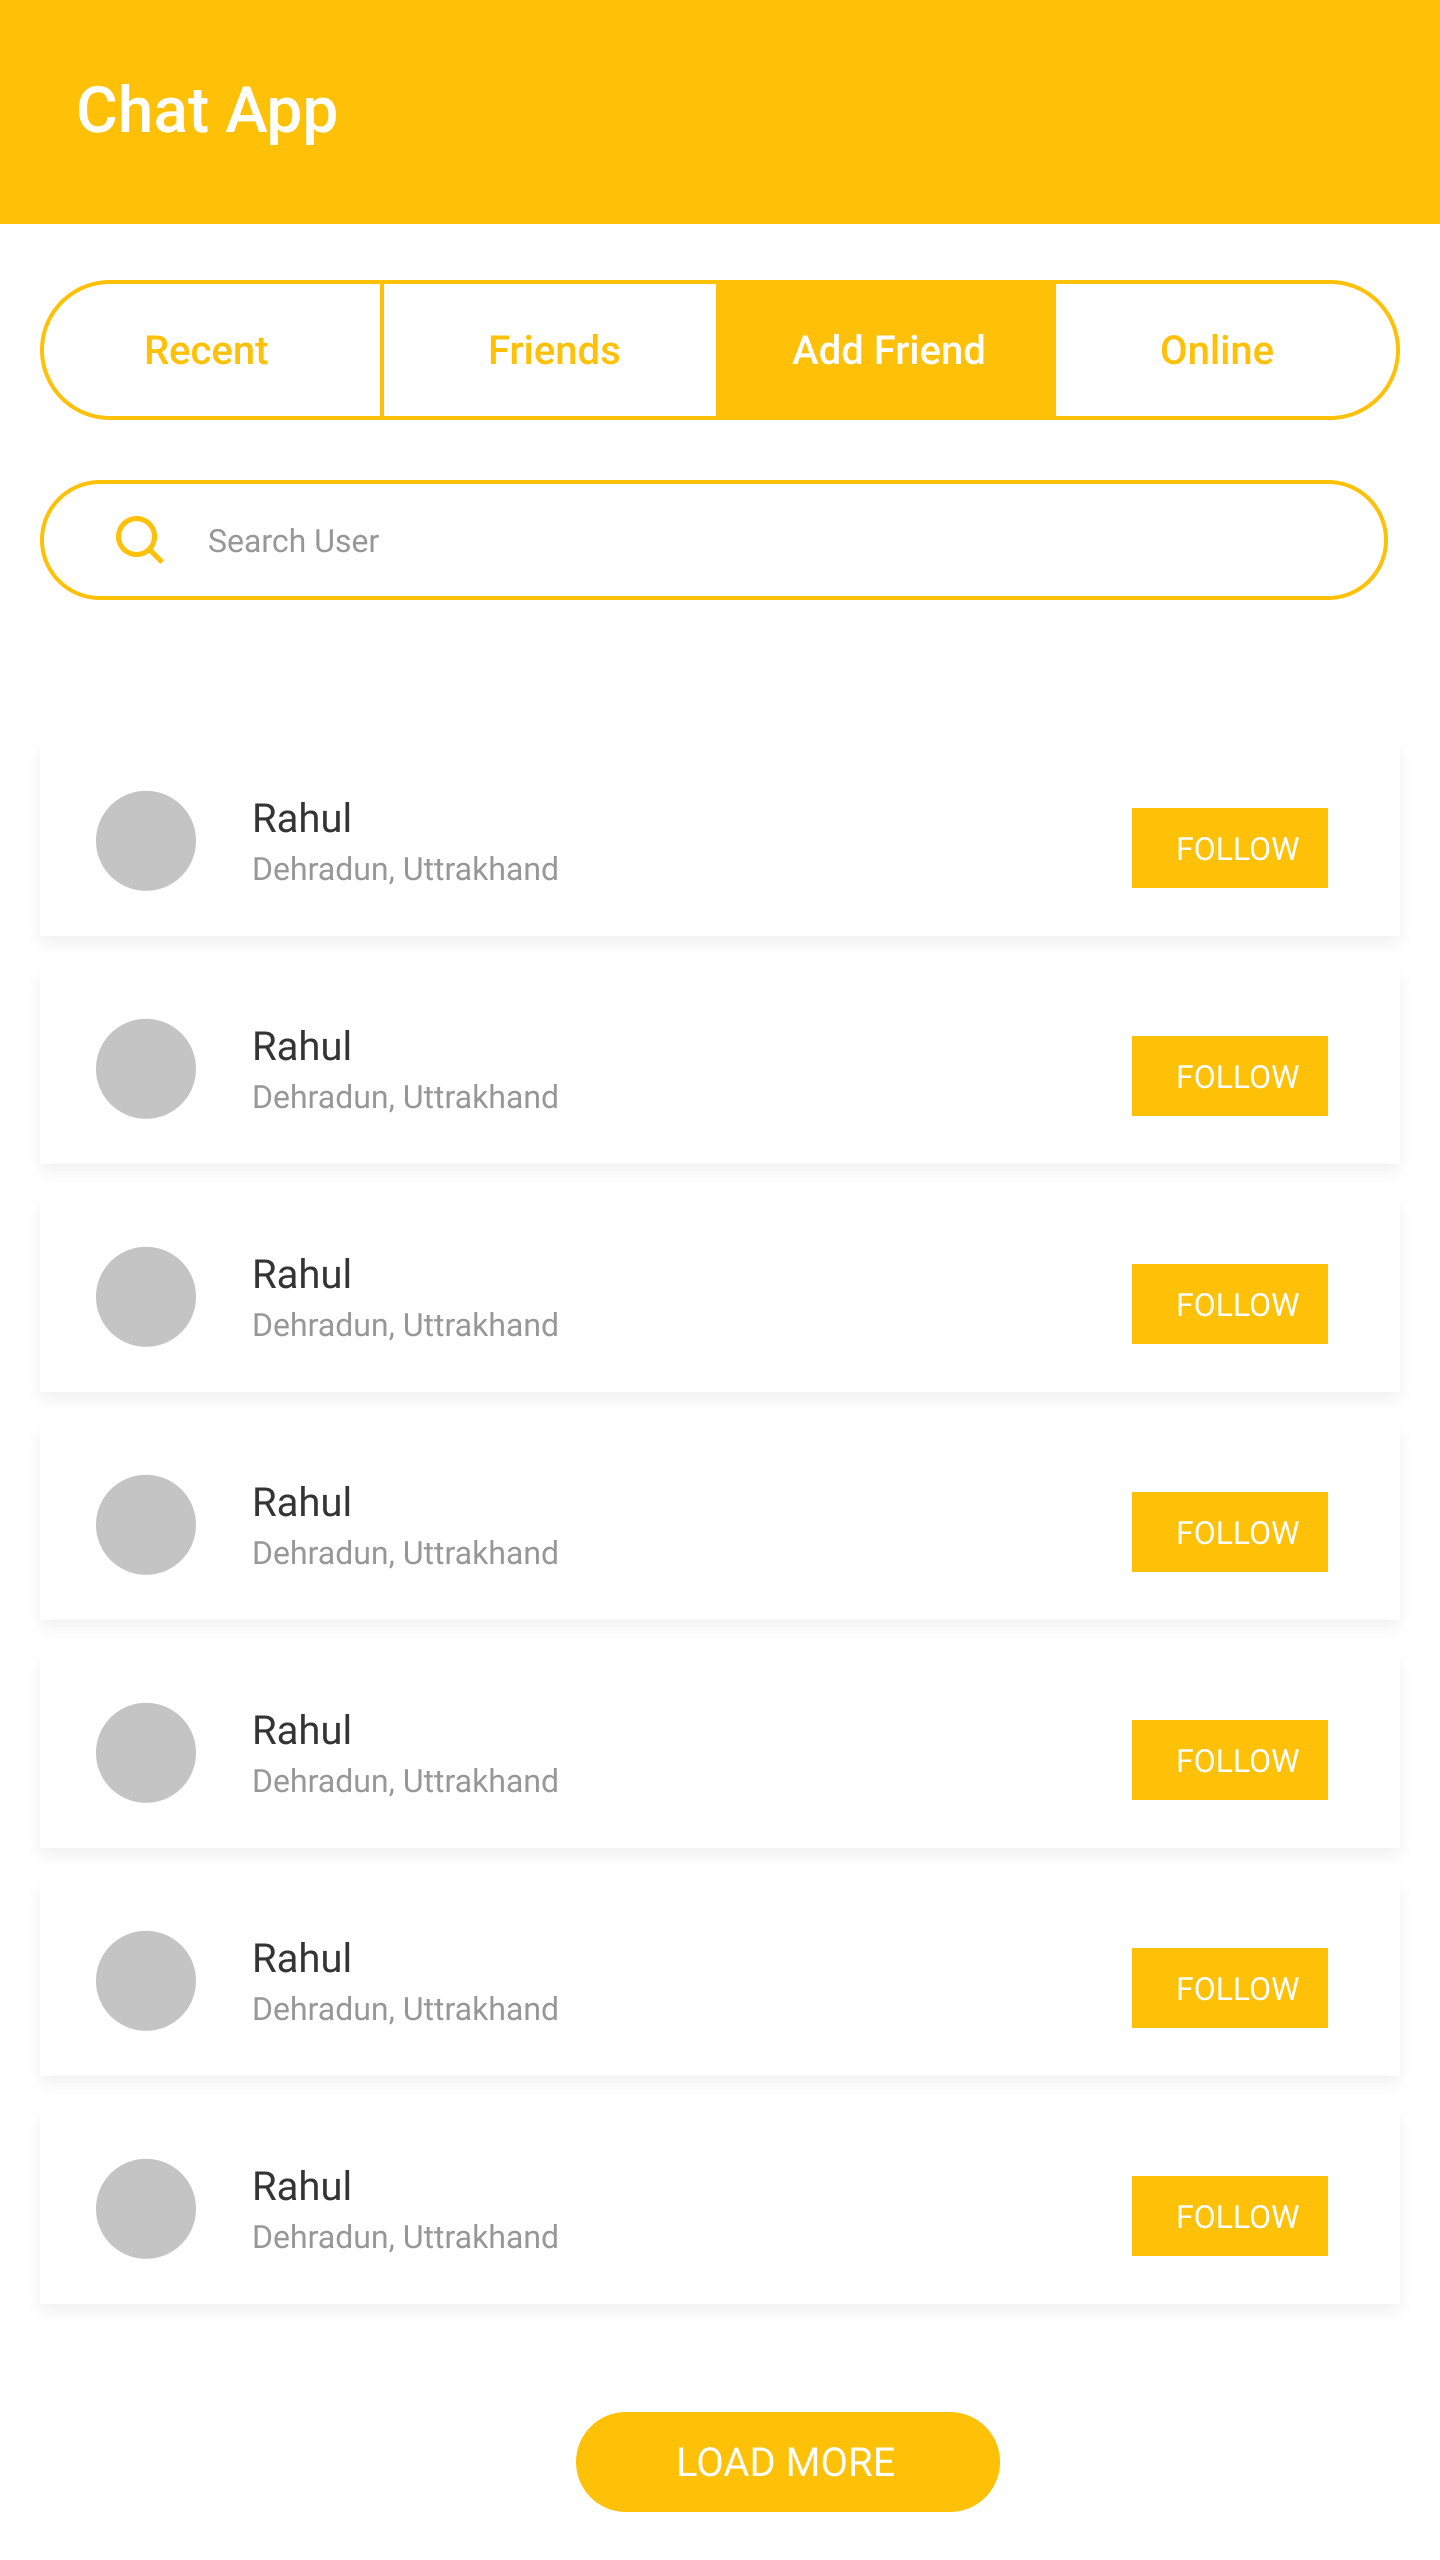 Chat App
Recent Friends Add Friend Online
Search User
Rahul
Dehradun, Uttrakhand
FOLLOW
Rahul
Dehradun, Uttrakhand
FOLLOW
Rahul
Dehradun, Uttrakhand
FOLLOW
Rahul
Dehradun, Uttrakhand
FOLLOW
Rahul
Dehradun, Uttrakhand
FOLLOW
Rahul
Dehradun, Uttrakhand
FOLLOW
Rahul
Dehradun, Uttrakhand
FOLLOW
LOAD MORE